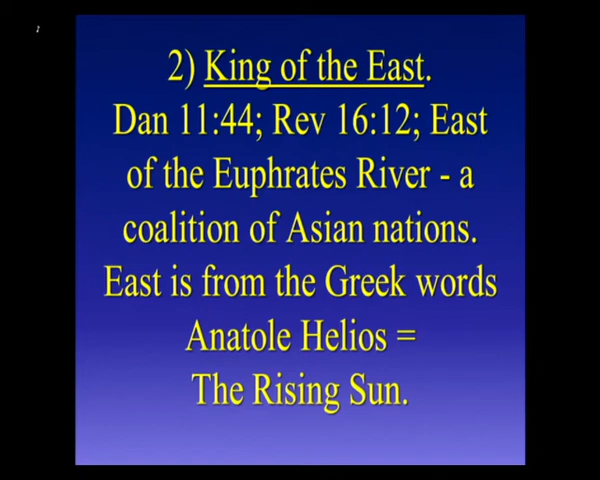 2) King of the East.
Dan 11:44; Rev 16:12; East
of the Euphrates River - a
coalition of Asian nations.
East is from the Greek words
Anatole Helios =
The Rising Sun.